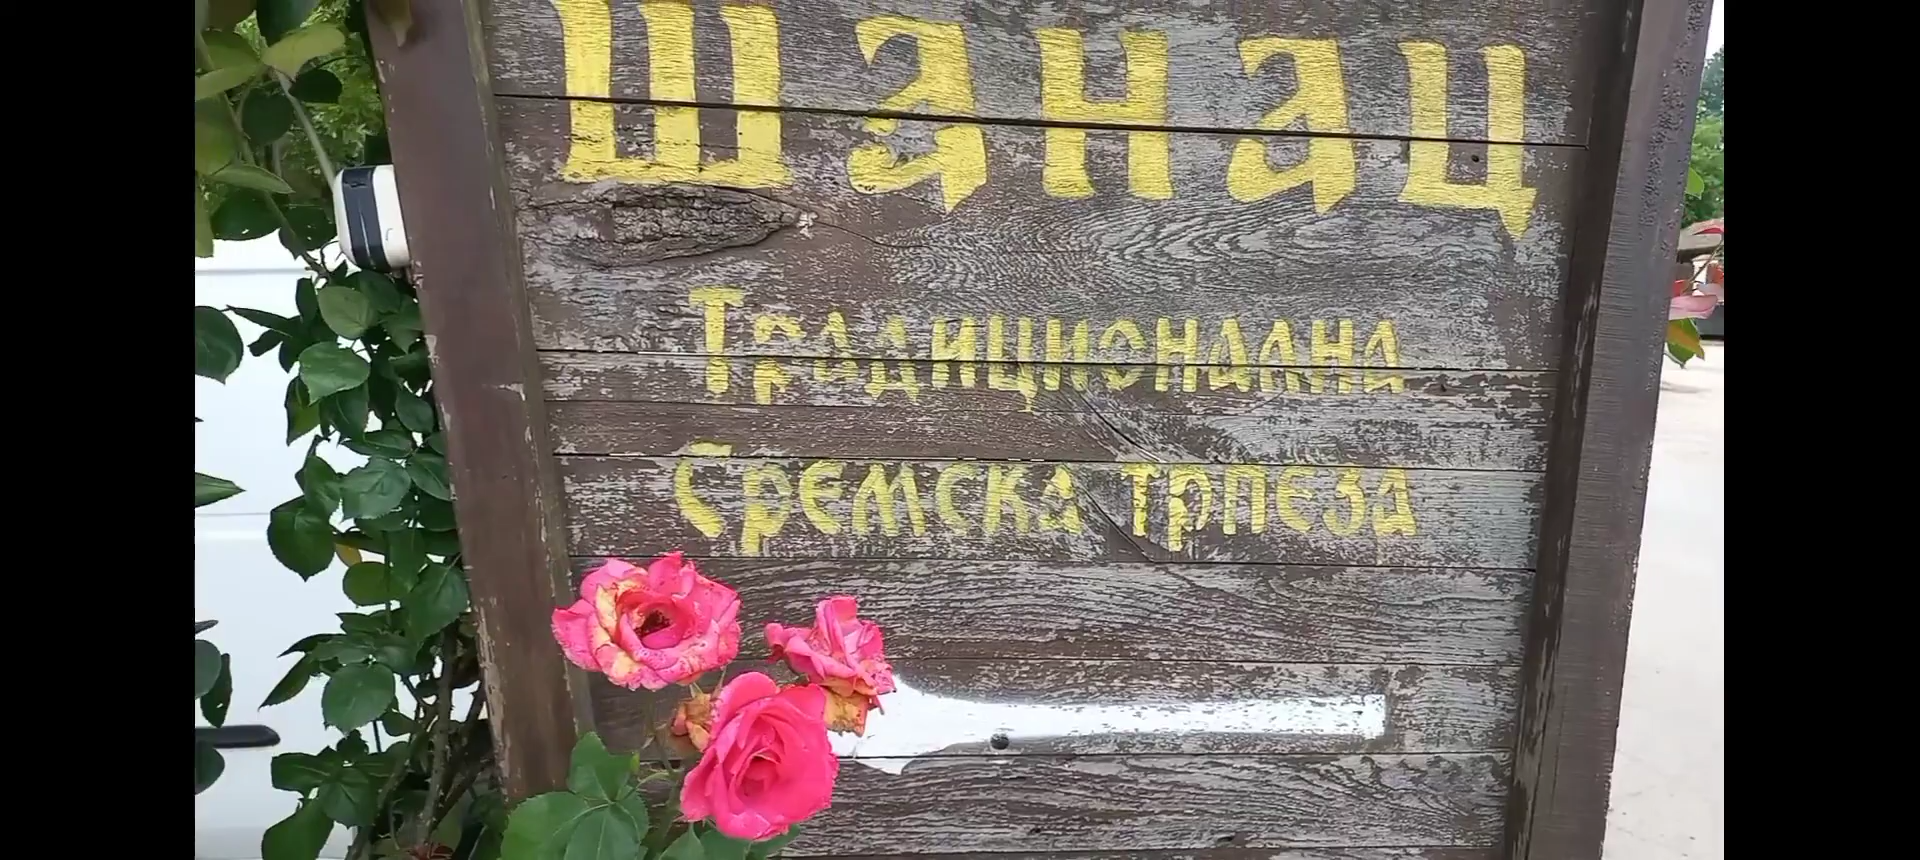 Шанац
Традиционална
Сремска трпеза